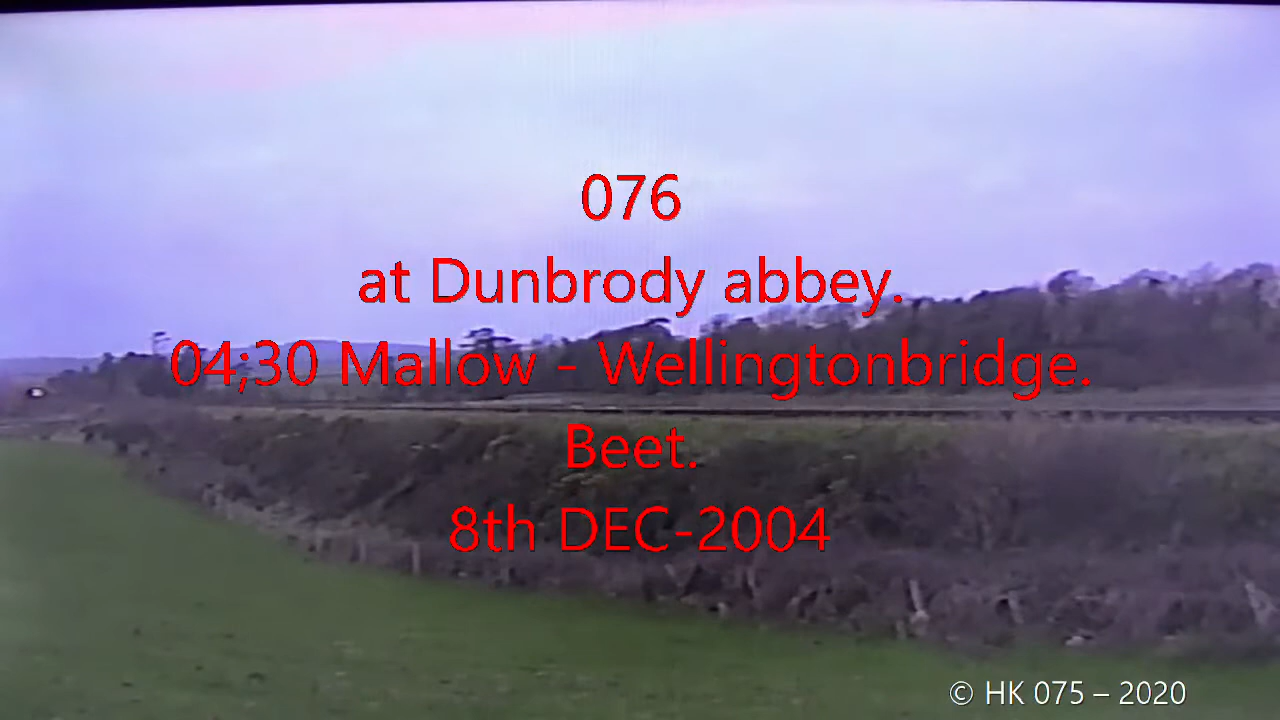 076
at Dunbrody abbey.
04;30 Mallow - Wellingtonbridge.
Beet.
8th DEC-2004
© HK 075 – 2020